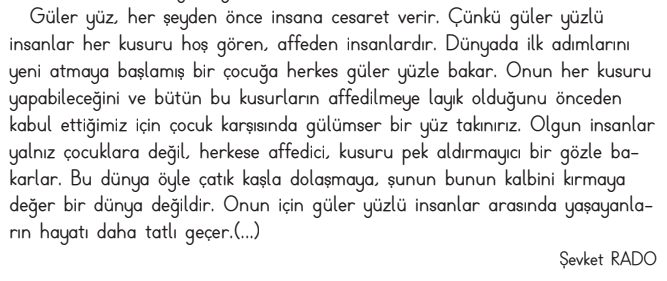 Güler yüz, her şeyden önce insana cesaret verir. Çünkü güler yüzlü
insanlar her kusuru hoş gören, affeden insanlardır. Dünyada ilk adımlarını
yeni atmaya başlamış bir çocuğa herkes güler yüzle bakar. Onun her kusuru
yapabileceğini ve bütün bu kusurların affedilmeye layık olduğunu önceden
kabul ettiğimiz için çocuk karşısında gülümser bir yüz takınırız. Olgun insanlar
yalnız çocuklara değil, herkese affedici, kusuru pek aldırmayıcı bir gözle ba-
karlar. Bu dünya öyle çatık kaşla dolaşmaya, şunun bunun kalbini kırmaya
değer bir dünya değildir. Onun için güler yüzlü insanlar arasında yaşayanla-
rın hayatı daha tatlı geçer.(...)
Şevket RADO